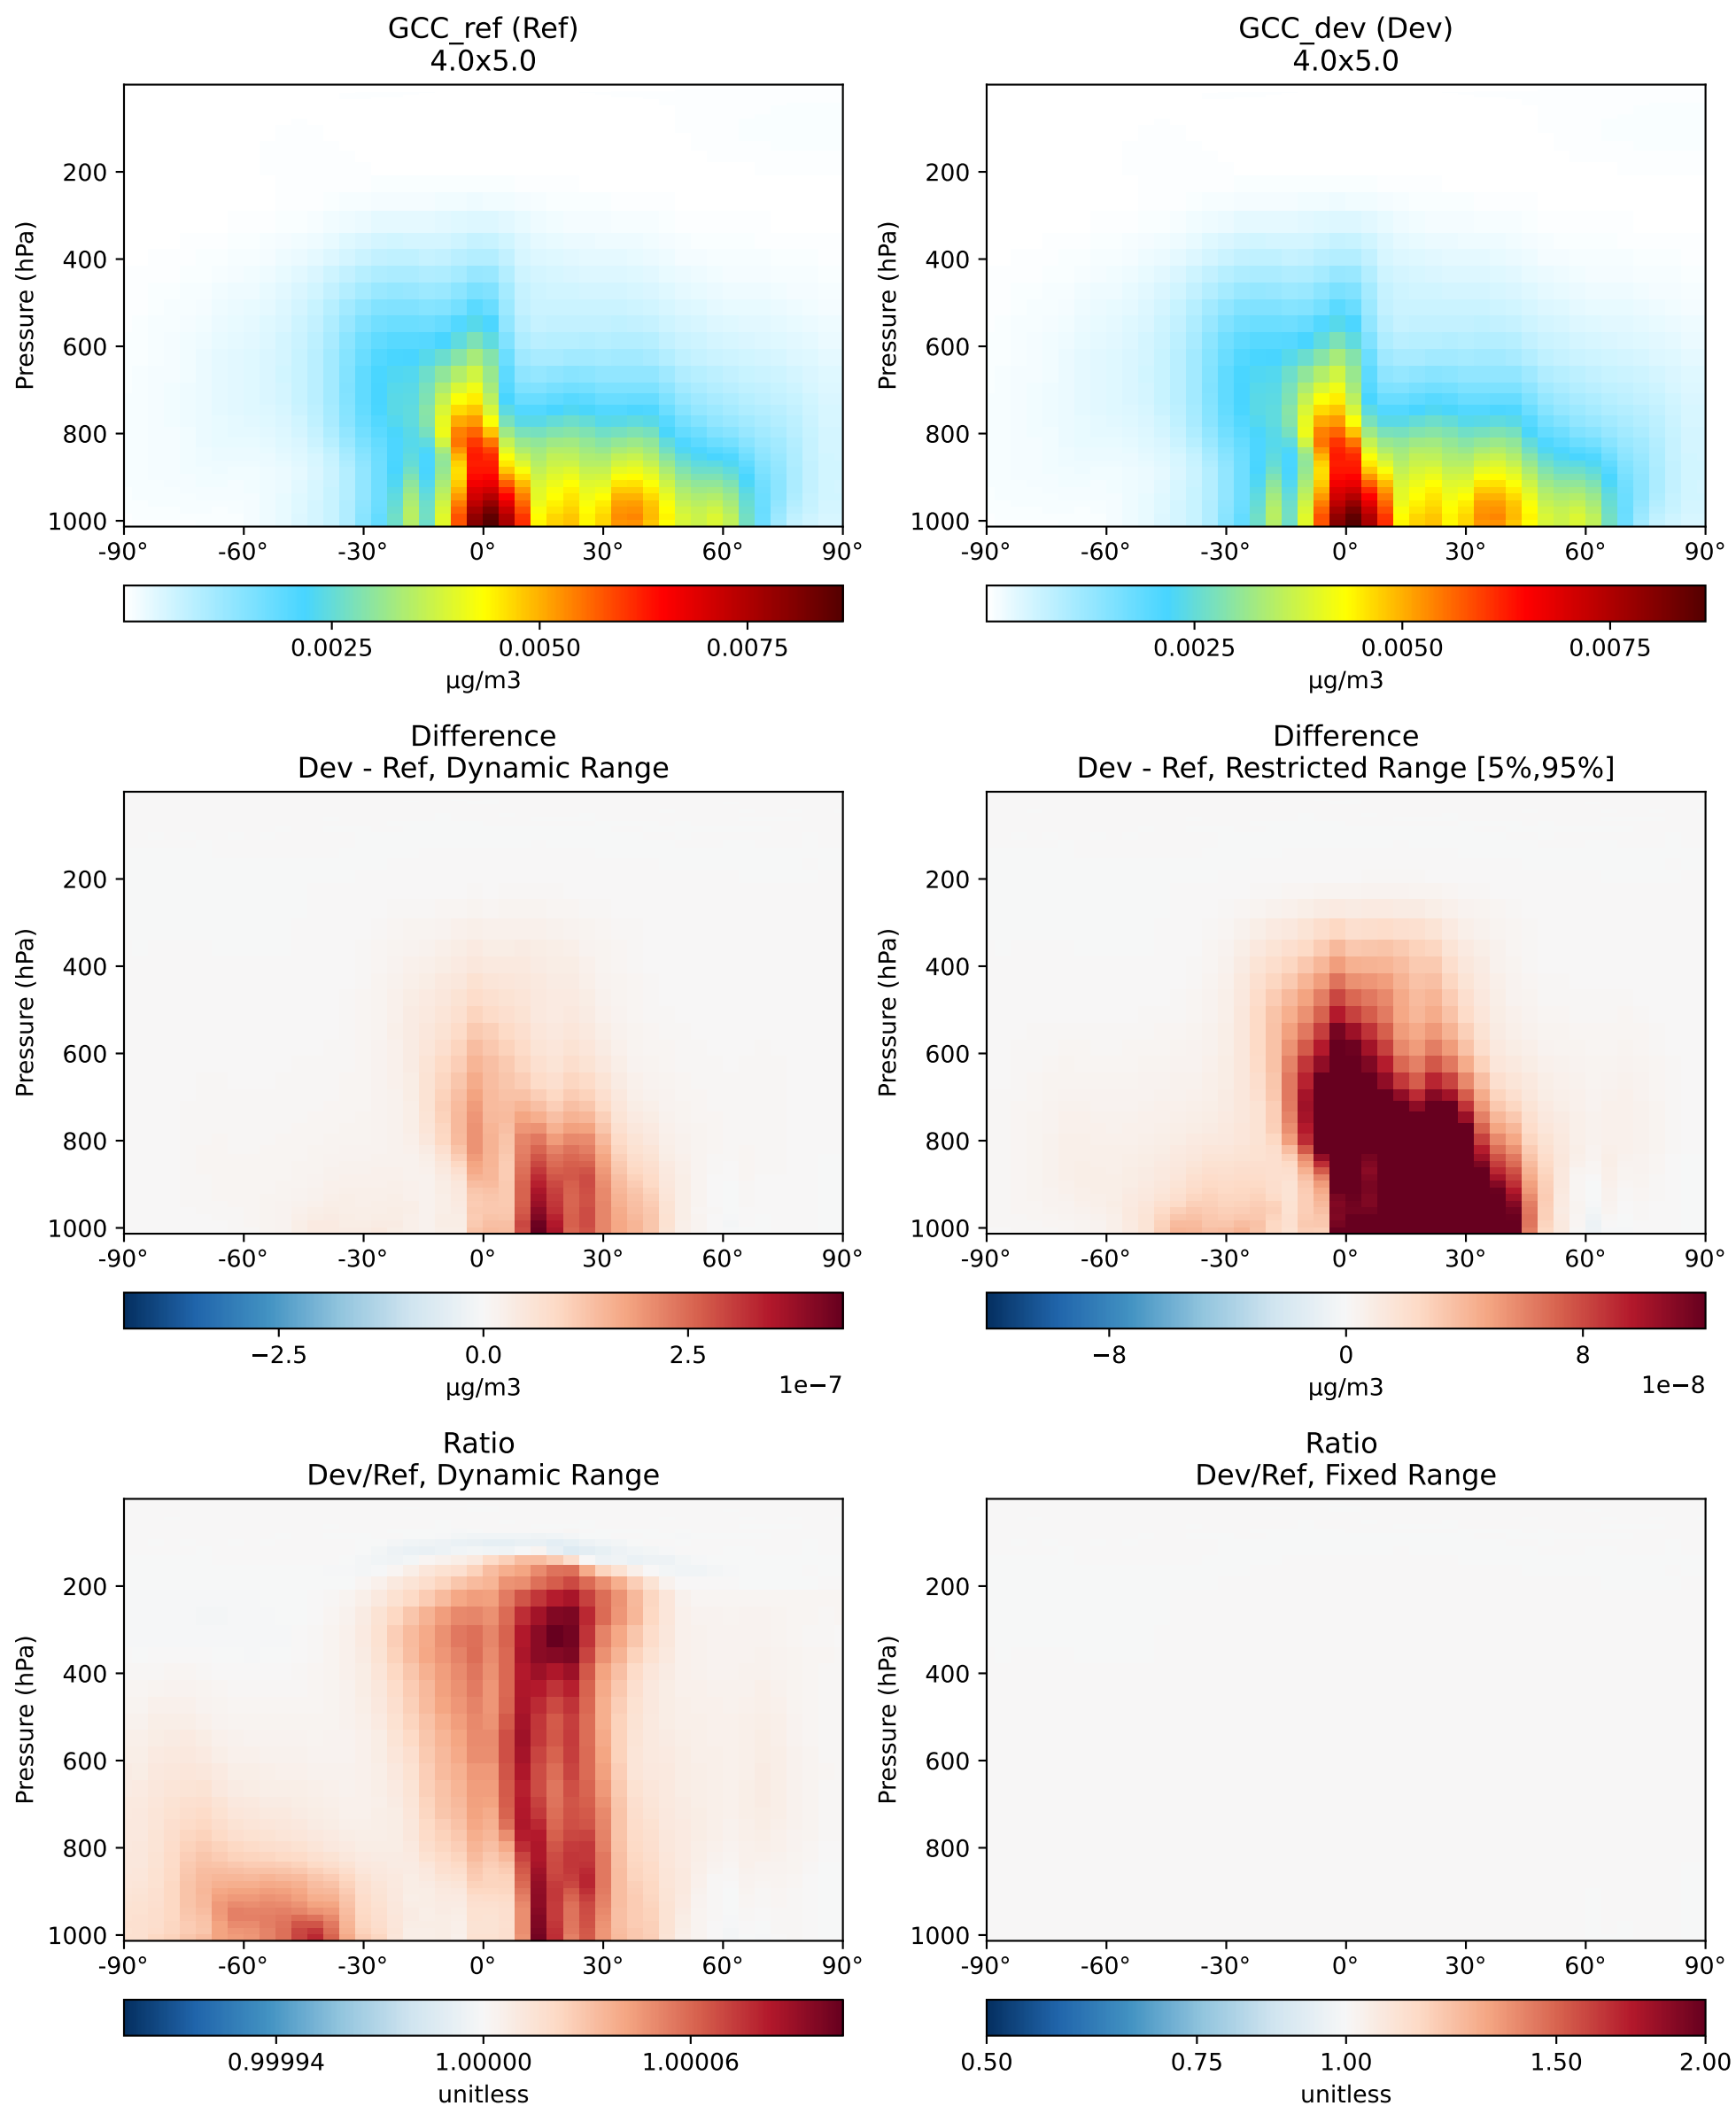 GCC_ref (Ref)
4.0x5.0
Pressure (hPa)
200
400
600
800
1000
-90° -60° -30° 0° 30° 60° 90°
0.0025 0.0050 0.0075
µg/m3
GCC_dev (Dev)
4.0x5.0
Pressure (hPa)
200
400
600
800
1000
-90° -60° -30° 0° 30° 60° 90°
0.0025 0.0050 0.0075
µg/m3
Difference
Dev - Ref, Dynamic Range
Pressure (hPa)
200
400
600
800
1000
-90° -60° -30° 0° 30° 60° 90°
−2.5 0.0 2.5
µg/m3 1e−7
Difference
Dev - Ref, Restricted Range [5%,95%]
Pressure (hPa)
200
400
600
800
1000
-90° -60° -30° 0° 30° 60° 90°
−8 0 8
µg/m3 1e−8
Ratio
Dev/Ref, Dynamic Range
Pressure (hPa)
200
400
600
800
1000
-90° -60° -30° 0° 30° 60° 90°
0.99994 1.00000 1.00006
unitless
Ratio
Dev/Ref, Fixed Range
Pressure (hPa)
200
400
600
800
1000
-90° -60° -30° 0° 30° 60° 90°
0.50 0.75 1.00 1.50 2.00
unitless